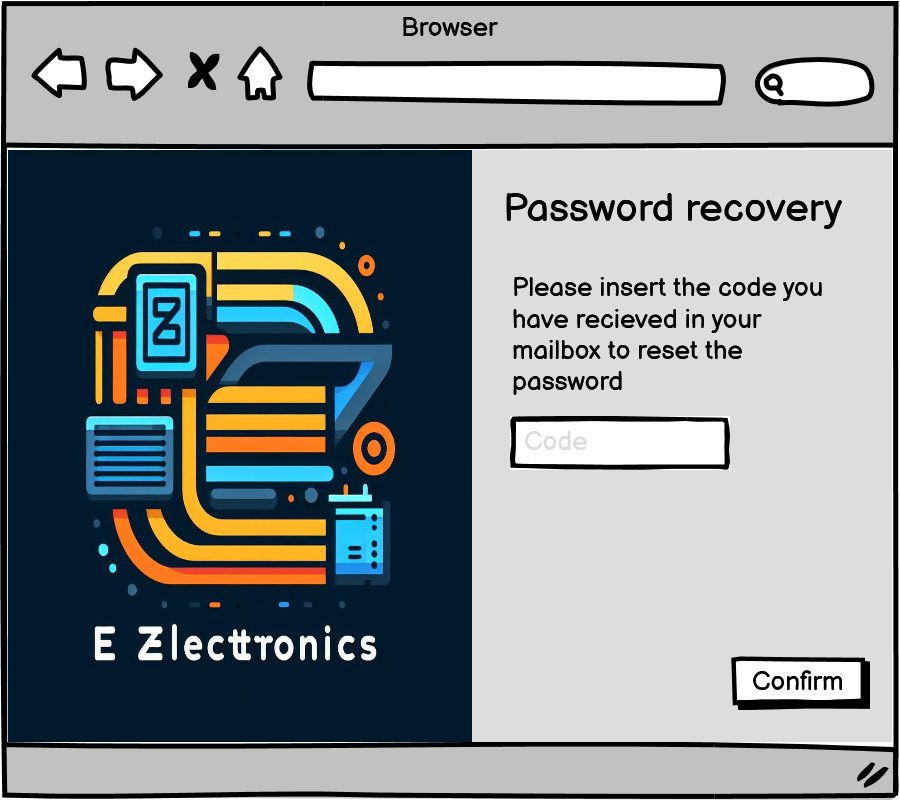 Browser
Password recovery
Please insert the code you
have recieved in your
mailbox to reset the
password
Code
Confirm
Z
E Zlecttronics